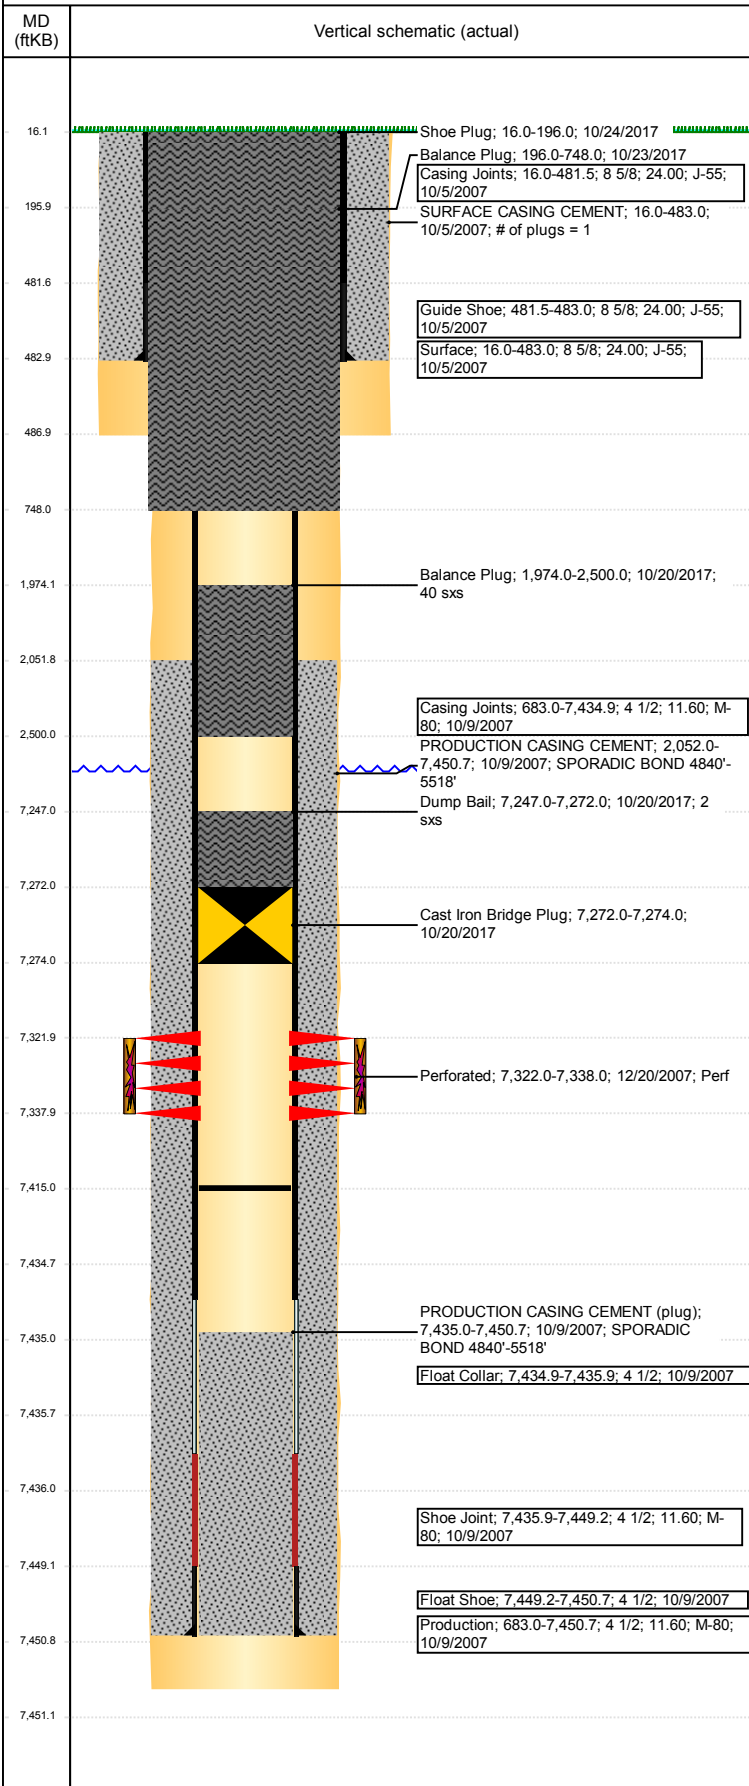 MD
(ftKB)
Vertical schematic (actual)
16.1
Shoe Plug; 16.0-196.0; 10/24/2017
Balance Plug; 196.0-748.0; 10/23/2017
Casing Joints; 16.0-481.5; 8 5/8; 24.00; J-55;
10/5/2007
195.9
SURFACE CASING CEMENT; 16.0-483.0;
10/5/2007; # of plugs = 1
481.6
Guide Shoe; 481.5-483.0; 8 5/8; 24.00; J-55;
10/5/2007
Surface; 16.0-483.0; 8 5/8; 24.00; J-55;
10/5/2007
482.9
486.9
748.0
Balance Plug; 1,974.0-2,500.0; 10/20/2017;
40 sxs
1,974.1
2,051.8
Casing Joints; 683.0-7,434.9; 4 1/2; 11.60; M-
80; 10/9/2007
2,500.0
PRODUCTION CASING CEMENT; 2,052.0-
7,450.7; 10/9/2007; SPORADIC BOND 4840'-
5518'
Dump Bail; 7,247.0-7,272.0; 10/20/2017; 2
sxs
7,247.0
7,272.0
Cast Iron Bridge Plug; 7,272.0-7,274.0;
10/20/2017
7,274.0
7,321.9
Perforated; 7,322.0-7,338.0; 12/20/2007; Perf
7,337.9
7,415.0
7,434.7
PRODUCTION CASING CEMENT (plug);
7,435.0-7,450.7; 10/9/2007; SPORADIC
BOND 4840'-5518'
7,435.0
Float Collar; 7,434.9-7,435.9; 4 1/2; 10/9/2007
7,435.7
7,436.0
Shoe Joint; 7,435.9-7,449.2; 4 1/2; 11.60; M-
80; 10/9/2007
7,449.1
Float Shoe; 7,449.2-7,450.7; 4 1/2; 10/9/2007
Production; 683.0-7,450.7; 4 1/2; 11.60; M-80;
10/9/2007
7,450.8
7,451.1